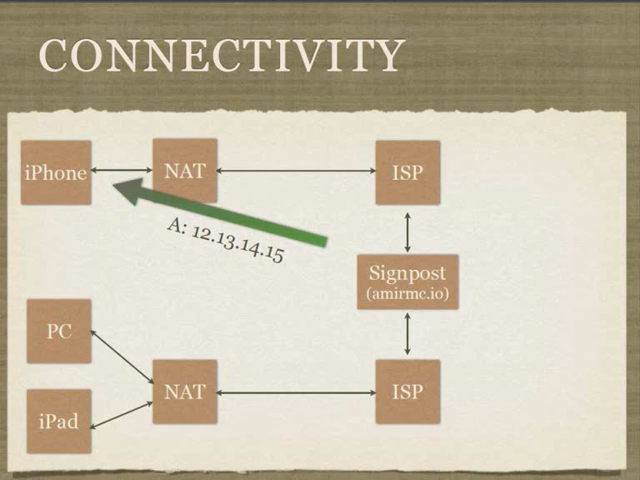 CONNECTIVITY
iPhone
NAT
ISP
A: 12.13.14.15
Signpost
(amirmc.io)
PC
NAT
ISP
iPad